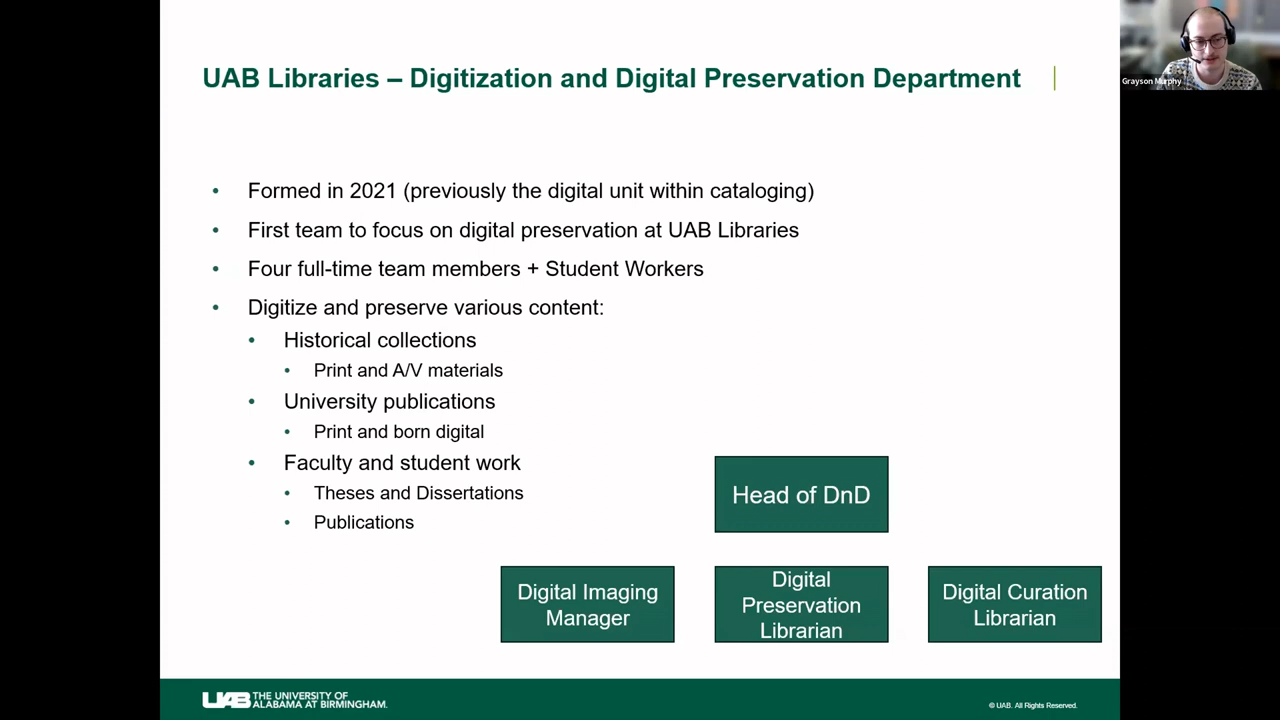 UAB Libraries – Digitization and Digital Preservation Department
Grayson Murphy
• Formed in 2021 (previously the digital unit within cataloging)
• First team to focus on digital preservation at UAB Libraries
• Four full-time team members + Student Workers
• Digitize and preserve various content:
• Historical collections
• Print and A/V materials
• University publications
• Print and born digital
• Faculty and student work
• Theses and Dissertations
• Publications
Head of DnD
Digital Imaging
Manager
Digital
Preservation
Librarian
Digital Curation
Librarian
UAB THE UNIVERSITY OF
ALABAMA AT BIRMINGHAM.
© UAB. All Rights Reserved.